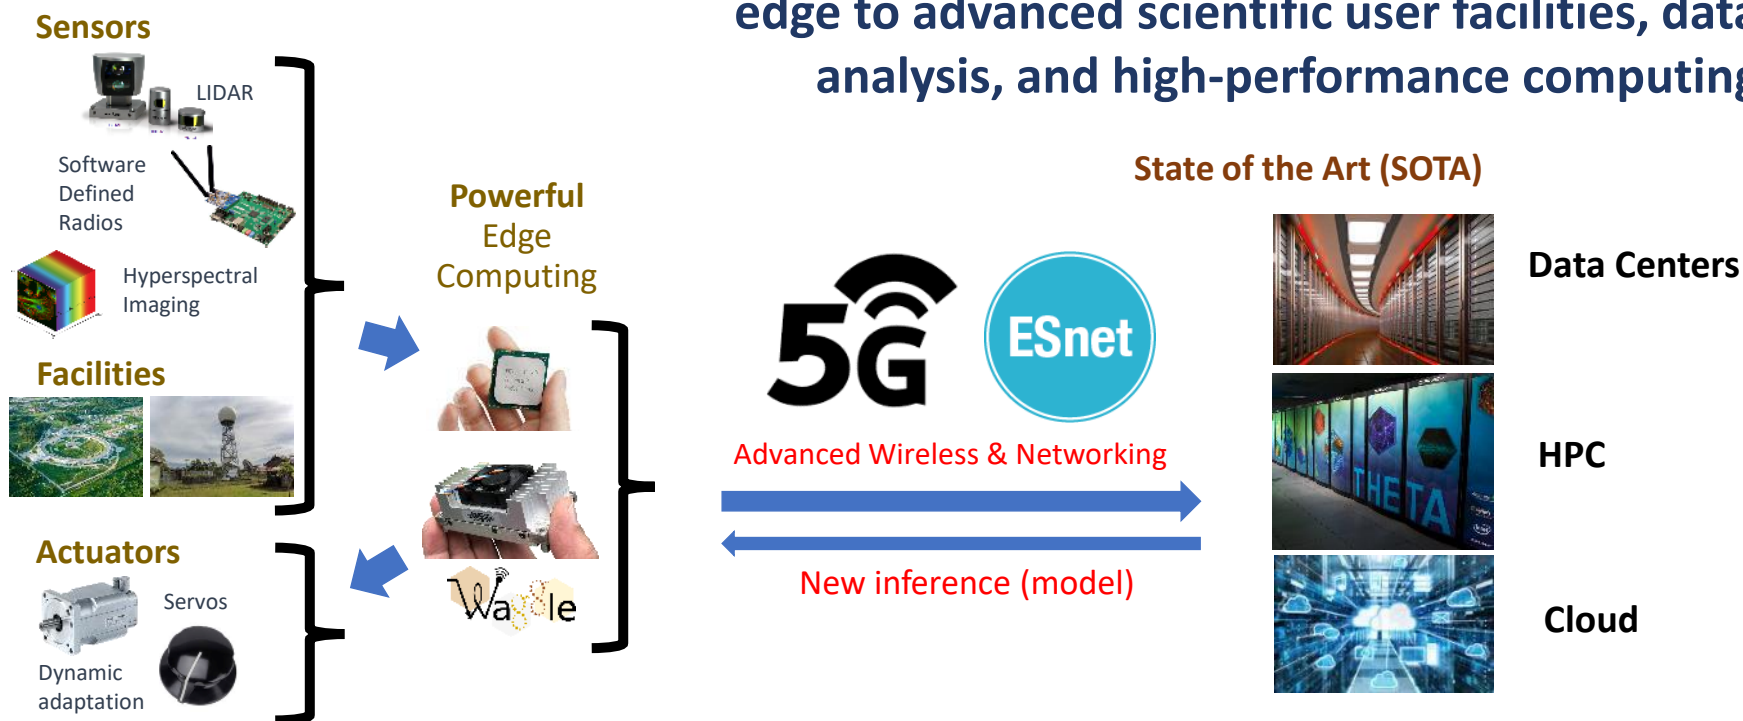 edge to advanced scientific user facilities, data
analysis, and high-performance computing
Sensors
LIDAR
Software
Defined
Radios
Hyperspectral
Imaging
Facilities
Actuators
Servos
Dynamic
adaptation
Powerful
Edge
Computing
Waggle
5G
ESnet
Advanced Wireless & Networking
New inference (model)
State of the Art (SOTA)
Data Centers
THETA
HPC
Cloud